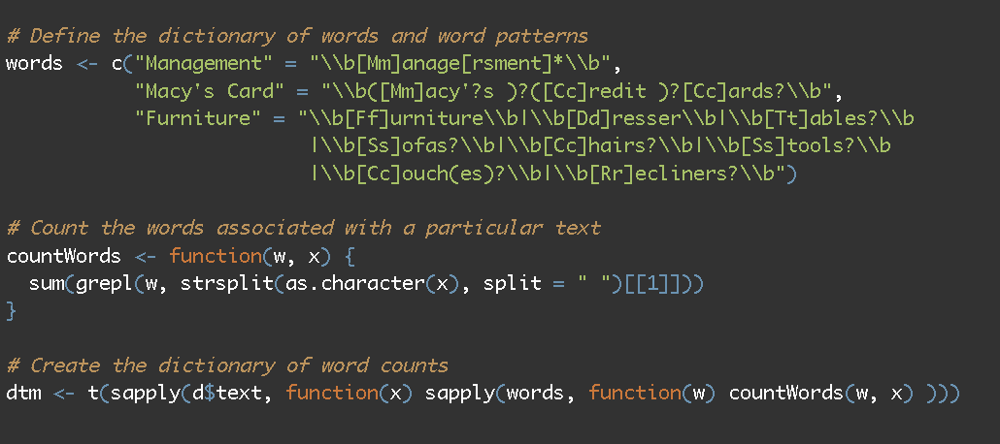 # Define the dictionary of words and word patterns
words <- c("Management" = "\\b[Mm]anage[rsment]*\\b",
"Macy's Card" = "\\b([Mm]acy'?s )?([Cc]redit )?[Cc]ards?\\b",
"Furniture" = "\\b[Ff]urniture\\b|\\b[Dd]resser\\b|\\b[Tt]ables?\\b
|\\b[Ss]ofas?\\b|\\b[Cc]hairs?\\b|\\b[Ss]tools?\\b
|\\b[Cc]ouch(es)?\\b|\\b[Rr]ecliners?\\b")
# Count the words associated with a particular text
countWords <- function(w, x) {
sum(grepl(w, strsplit(as.character(x), split = " ")[[1]]))
}
# Create the dictionary of word counts
dtm <- t(sapply(d$text, function(x) sapply(words, function(w) countWords(w, x) )))